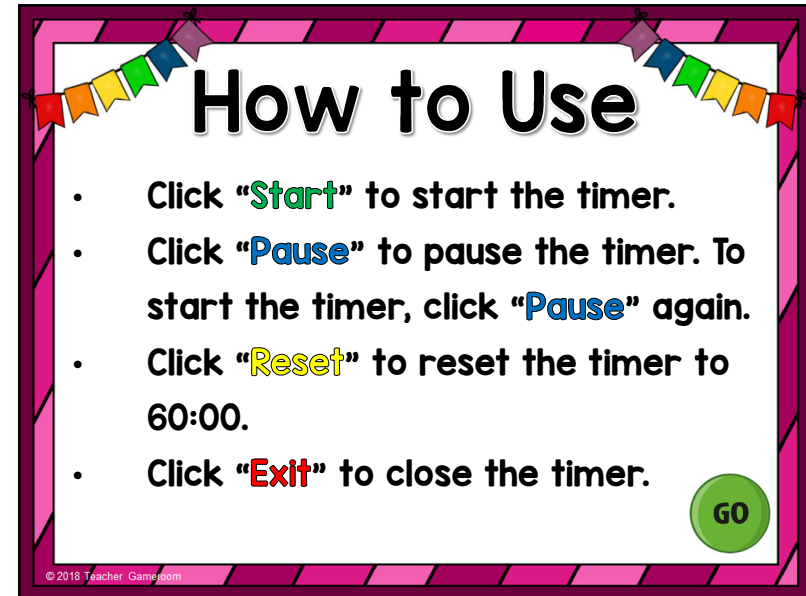 How to Use
• Click “Start” to start the timer.
• Click “Pause” to pause the timer. To
start the timer, click “Pause” again.
• Click “Reset” to reset the timer to
60:00.
• Click “Exit” to close the timer.
GO
© 2018 Teacher Gameroom